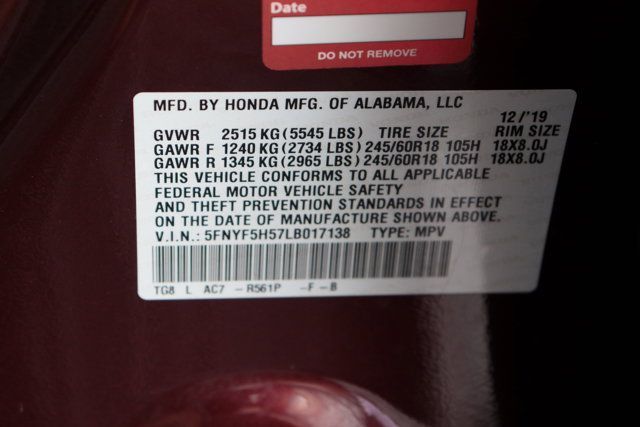 Date
DO NOT REMOVE
MFD. BY HONDA MFG. OF ALABAMA, LLC
12/'19
GVWR 2515 KG (5545 LBS) TIRE SIZE RIM SIZE
GAWR F 1240 KG (2734 LBS) 245/60R18 105H 18X8.0J
GAWR R 1345 KG (2965 LBS) 245/60R18 105H 18X8.0J
THIS VEHICLE CONFORMS TO ALL APPLICABLE
FEDERAL MOTOR VEHICLE SAFETY
AND THEFT PREVENTION STANDARDS IN EFFECT
ON THE DATE OF MANUFACTURE SHOWN ABOVE.
V.I.N.: 5FNYF5H57LB017138 TYPE: MPV
TG8 L AC7 -R561P -F-B